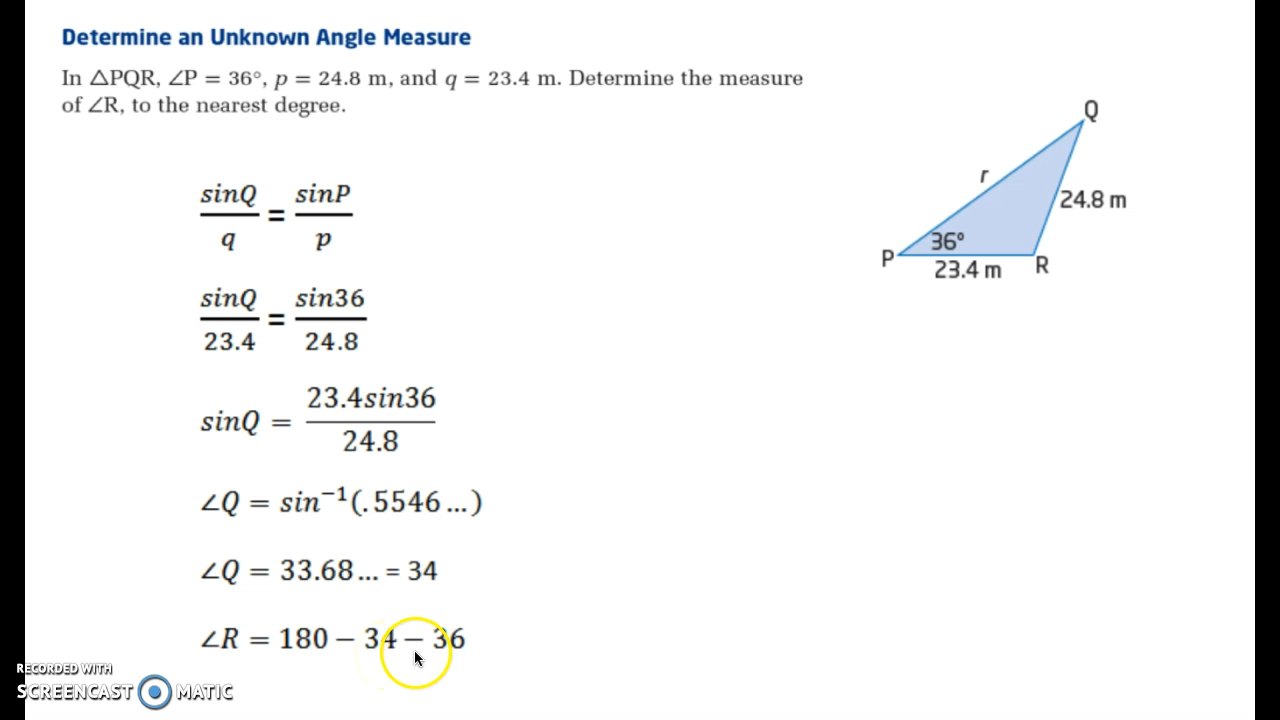 Determine an Unknown Angle Measure
In △PQR, ∠P = 36°, p = 24.8 m, and q = 23.4 m. Determine the measure
of ∠R, to the nearest degree.
Q
r
24.8 m
36°
P
R
23.4 m
sinQ/q = sinP/p
sinQ/23.4 = sin36/24.8
sinQ = 23.4sin36/24.8
∠Q = sin⁻¹(.5546...)
∠Q = 33.68... = 34
∠R = 180 − 34 − 36
RECORDED WITH
SCREENCAST MATIC